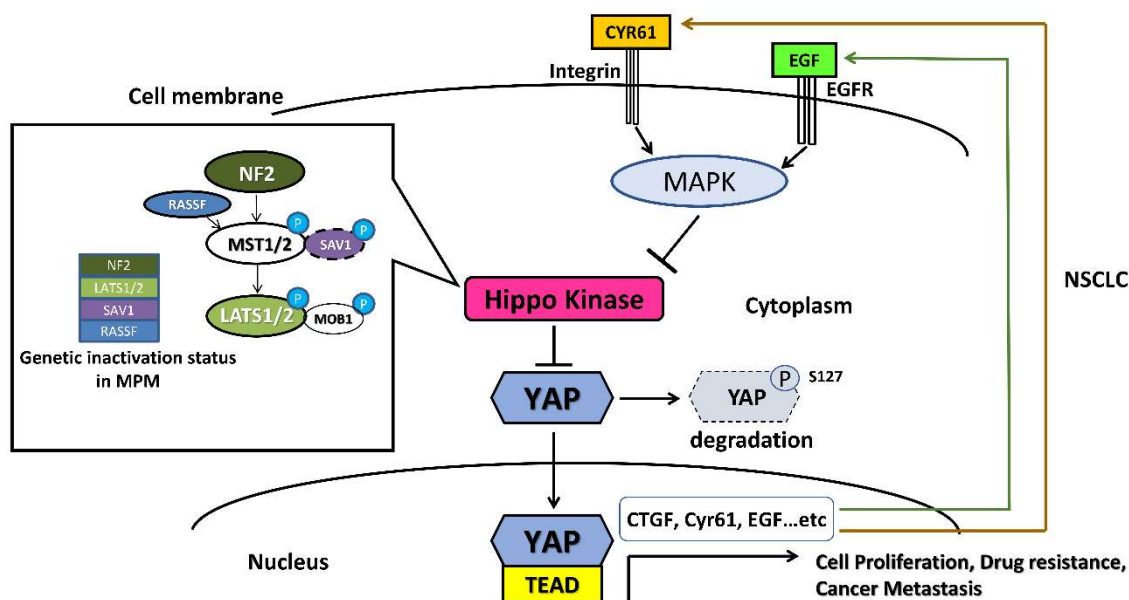 CYR61
EGF
Integrin
EGFR
Cell membrane
NF2
RASSF
MAPK
P
P
MST1/2
SAV1
NF2
LATS1/2
SAV1
RASSF
P
P
LATS1/2
MOB1
Genetic inactivation status
in MPM
Hippo Kinase
Cytoplasm
NSCLC
YAP
YAP
P
S127
degradation
CTGF, Cyr61, EGF...etc
YAP
TEAD
Nucleus
Cell Proliferation, Drug resistance,
Cancer Metastasis